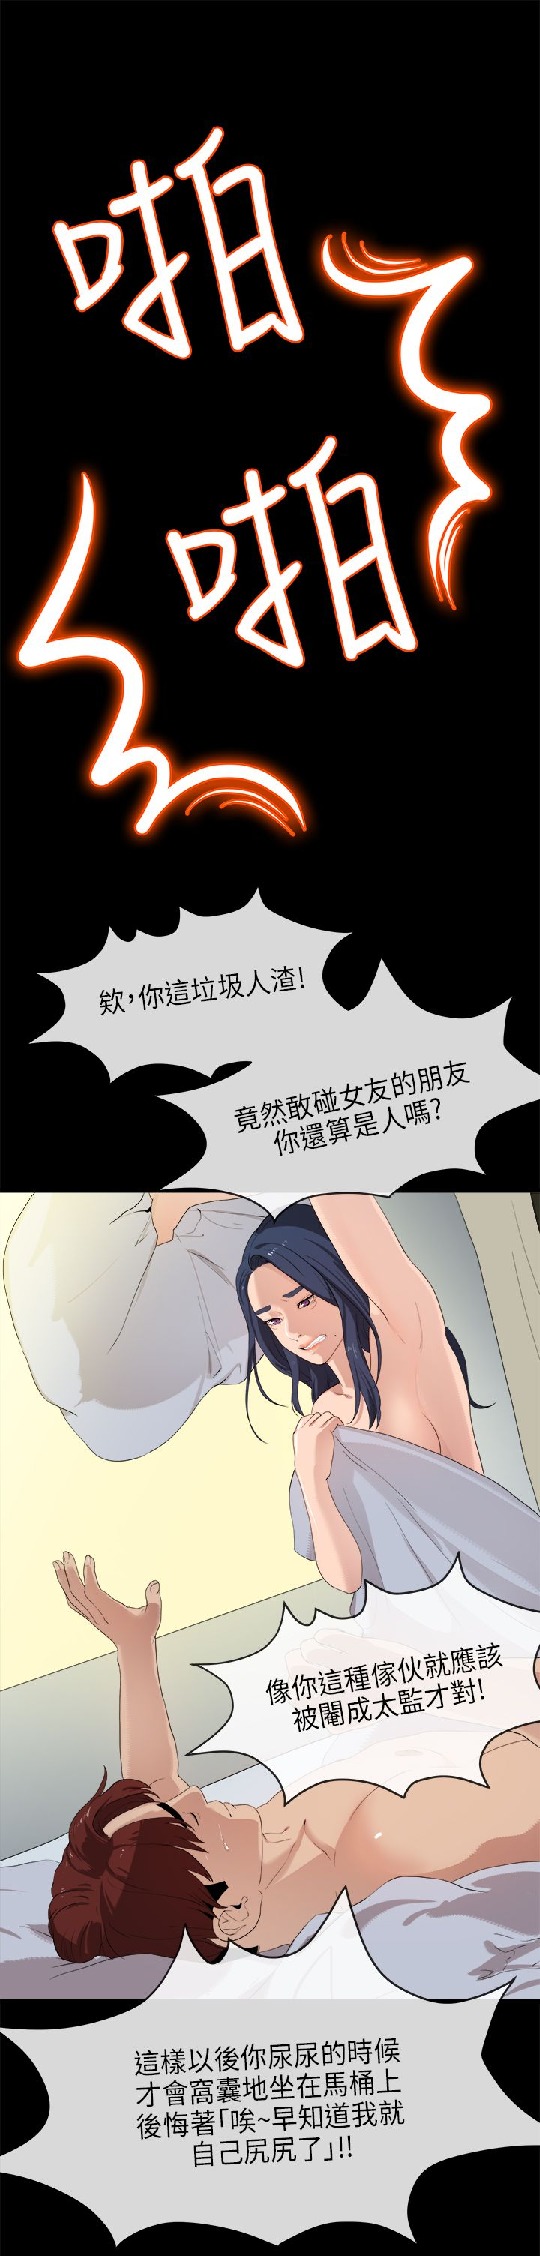 啪
啪
欸，你這垃圾人渣！
竟然敢碰女友的朋友
你還算是人嗎？
像你這種傢伙就應該
被閹成太監才對！
這樣以後你尿尿的時候
才會窩囊地坐在馬桶上
後悔著「唉~早知道我就
自己尻尻了」！！